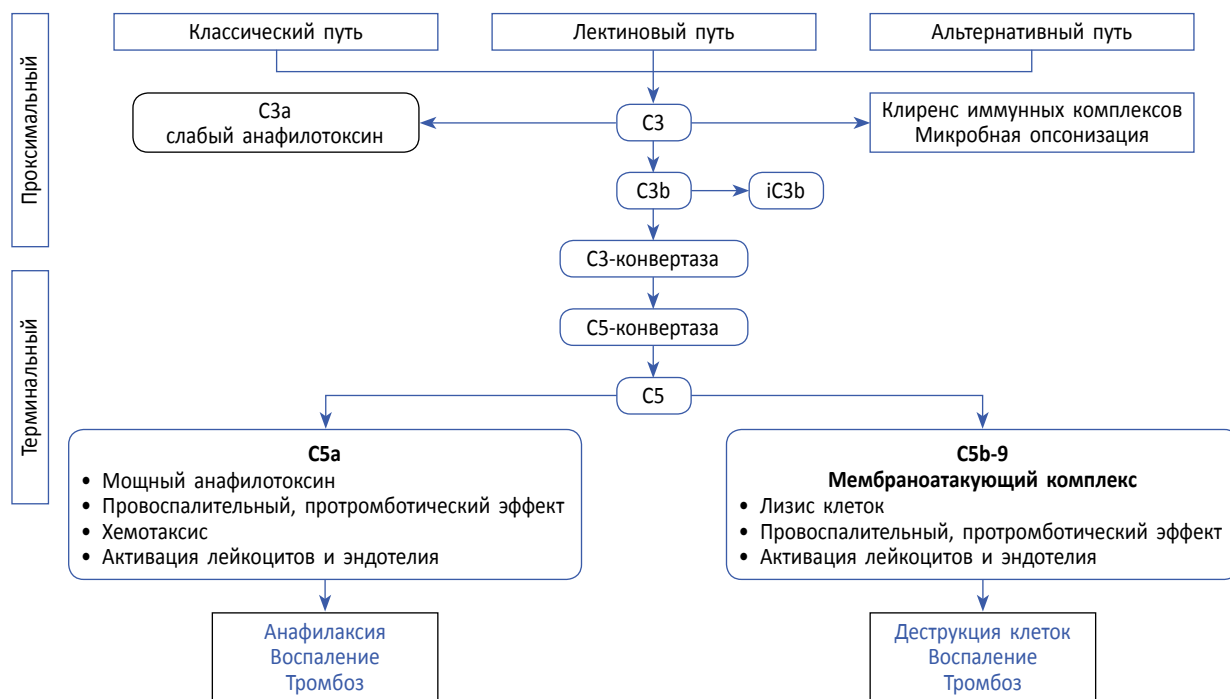 Проксимальный
Классический путь
Лектиновый путь
Альтернативный путь
C3a
слабый анафилотоксин
C3
Клиренс иммунных комплексов
Микробная опсонизация
C3b
iC3b
C3-конвертаза
Терминальный
C5-конвертаза
C5
C5a
• Мощный анафилотоксин
• Провоспалительный, протромботический эффект
• Хемотаксис
• Активация лейкоцитов и эндотелия
C5b-9
Мембраноатакующий комплекс
• Лизис клеток
• Провоспалительный, протромботический эффект
• Активация лейкоцитов и эндотелия
Анафилаксия
Воспаление
Тромбоз
Деструкция клеток
Воспаление
Тромбоз